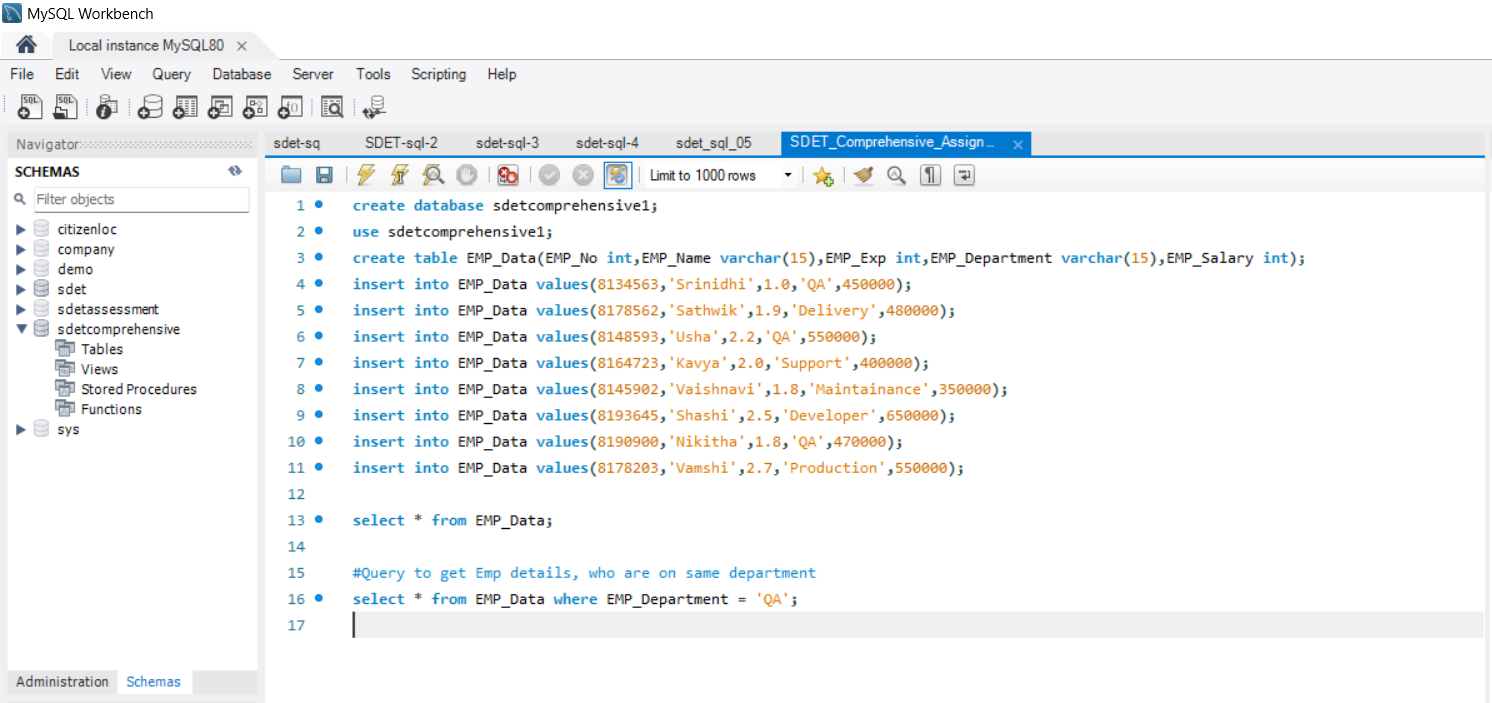 MySQL Workbench
Local instance MySQL80
File Edit View Query Database Server Tools Scripting Help
Navigator
SCHEMAS
Filter objects
citizenloc
company
demo
sdet
sdetassessment
sdetcomprehensive
Tables
Views
Stored Procedures
Functions
sys
Administration Schemas
sdet-sq SDET-sql-2 sdet-sql-3 sdet-sql-4 sdet_sql_05 SDET_Comprehensive_Assign...
Limit to 1000 rows
1 create database sdetcomprehensive1;
2 use sdetcomprehensive1;
3 create table EMP_Data(EMP_No int,EMP_Name varchar(15),EMP_Exp int,EMP_Department varchar(15),EMP_Salary int);
4 insert into EMP_Data values(8134563,'Srinidhi',1.0,'QA',450000);
5 insert into EMP_Data values(8178562,'Sathwik',1.9,'Delivery',480000);
6 insert into EMP_Data values(8148593,'Usha',2.2,'QA',550000);
7 insert into EMP_Data values(8164723,'Kavya',2.0,'Support',400000);
8 insert into EMP_Data values(8145902,'Vaishnavi',1.8,'Maintainance',350000);
9 insert into EMP_Data values(8193645,'Shashi',2.5,'Developer',650000);
10 insert into EMP_Data values(8190900,'Nikitha',1.8,'QA',470000);
11 insert into EMP_Data values(8178203,'Vamshi',2.7,'Production',550000);
12
13 select * from EMP_Data;
14
15 #Query to get Emp details, who are on same department
16 select * from EMP_Data where EMP_Department = 'QA';
17